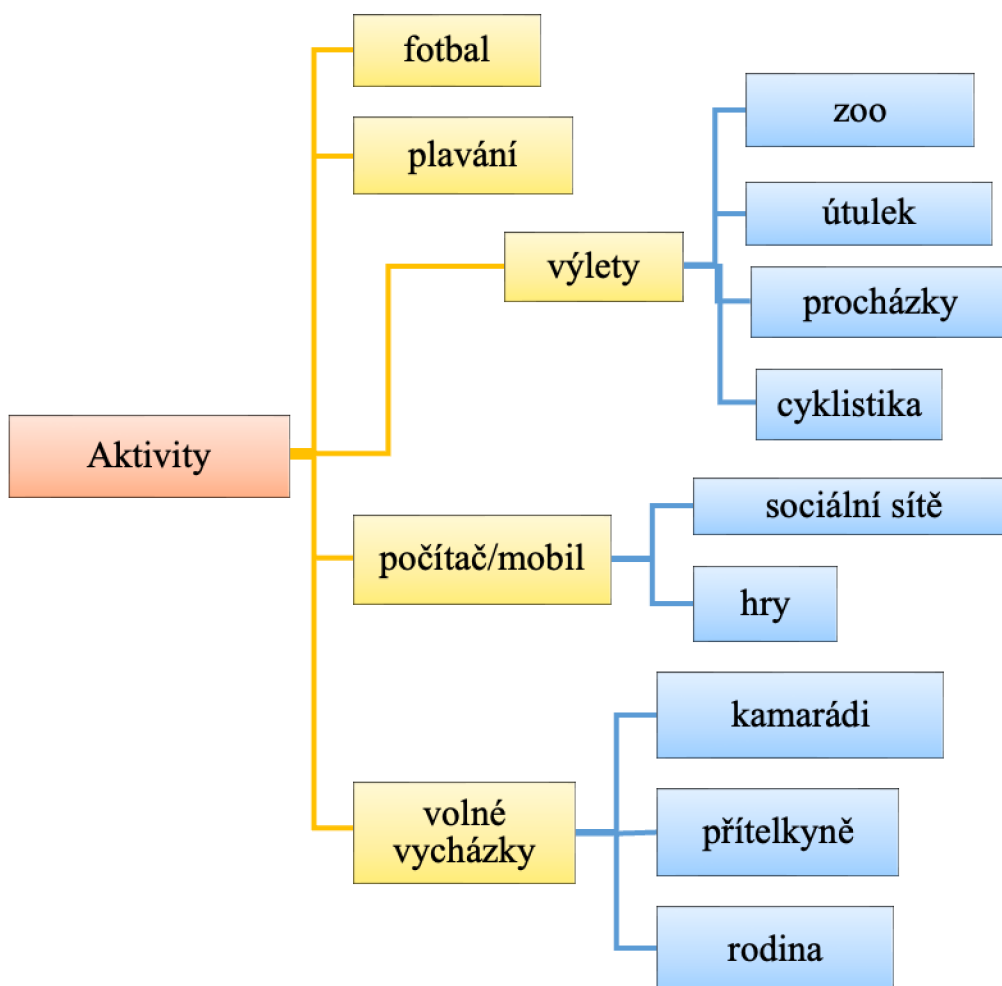 fotbal
plavání
výlety
zoo
útulek
procházky
cyklistika
Aktivity
počítač/mobil
sociální sítě
hry
volné
vycházky
kamarádi
přítelkyně
rodina